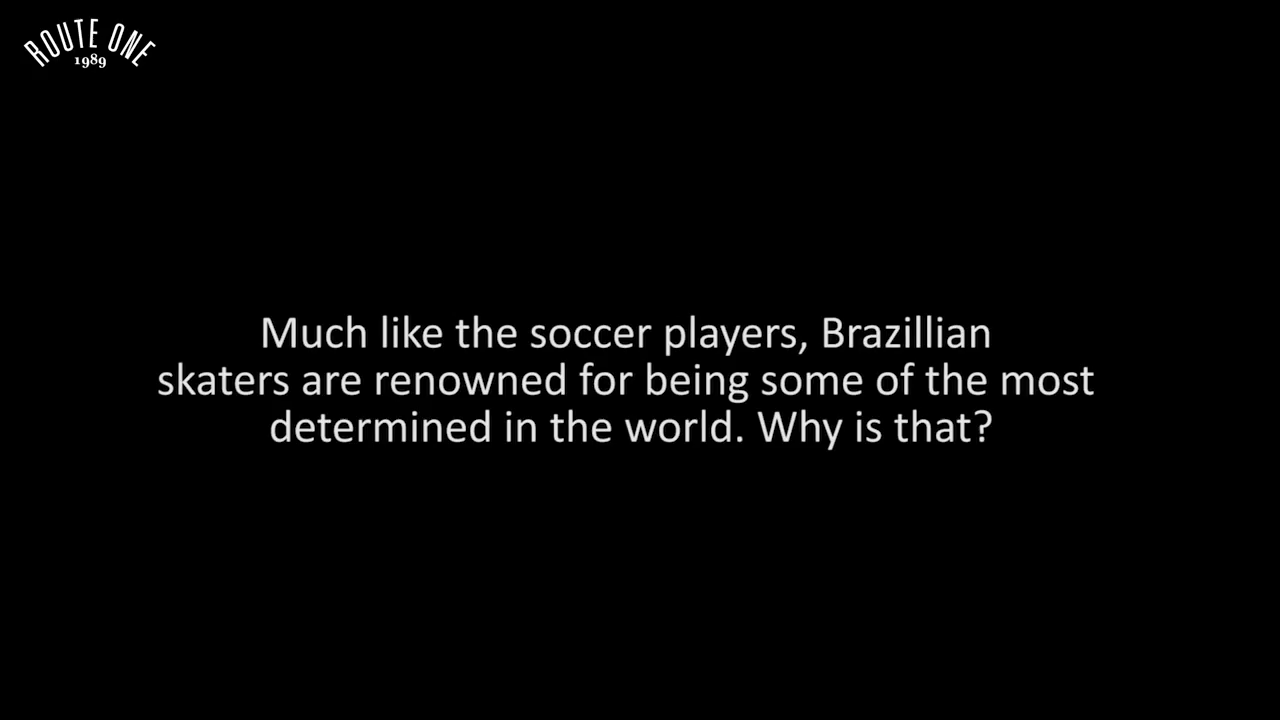 ROUTE ONE
1989
Much like the soccer players, Brazillian
skaters are renowned for being some of the most
determined in the world. Why is that?